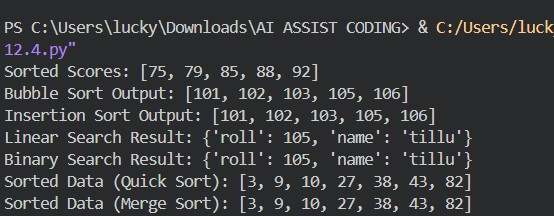 PS C:\Users\lucky\Downloads\AI ASSIST CODING> & C:/Users/luck
12.4.py"
Sorted Scores: [75, 79, 85, 88, 92]
Bubble Sort Output: [101, 102, 103, 105, 106]
Insertion Sort Output: [101, 102, 103, 105, 106]
Linear Search Result: {'roll': 105, 'name': 'tillu'}
Binary Search Result: {'roll': 105, 'name': 'tillu'}
Sorted Data (Quick Sort): [3, 9, 10, 27, 38, 43, 82]
Sorted Data (Merge Sort): [3, 9, 10, 27, 38, 43, 82]